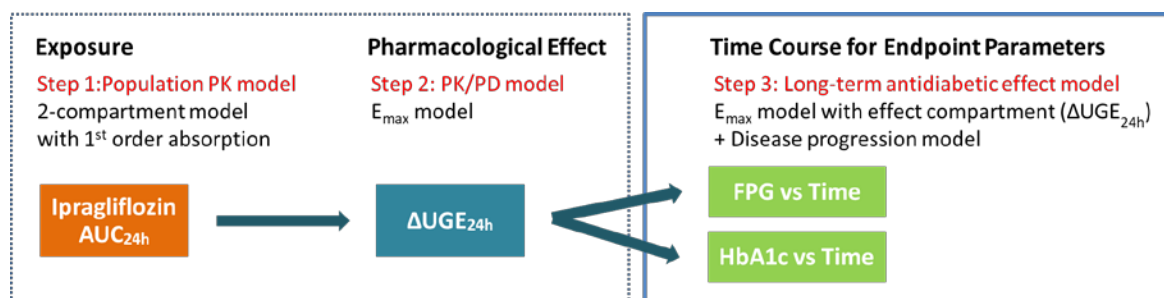 Exposure
Step 1:Population PK model
2-compartment model
with 1st order absorption
Ipragliflozin
AUC24h
Pharmacological Effect
Step 2: PK/PD model
Emax model
ΔUGE24h
Time Course for Endpoint Parameters
Step 3: Long-term antidiabetic effect model
Emax model with effect compartment (ΔUGE24h)
+ Disease progression model
FPG vs Time
HbA1c vs Time